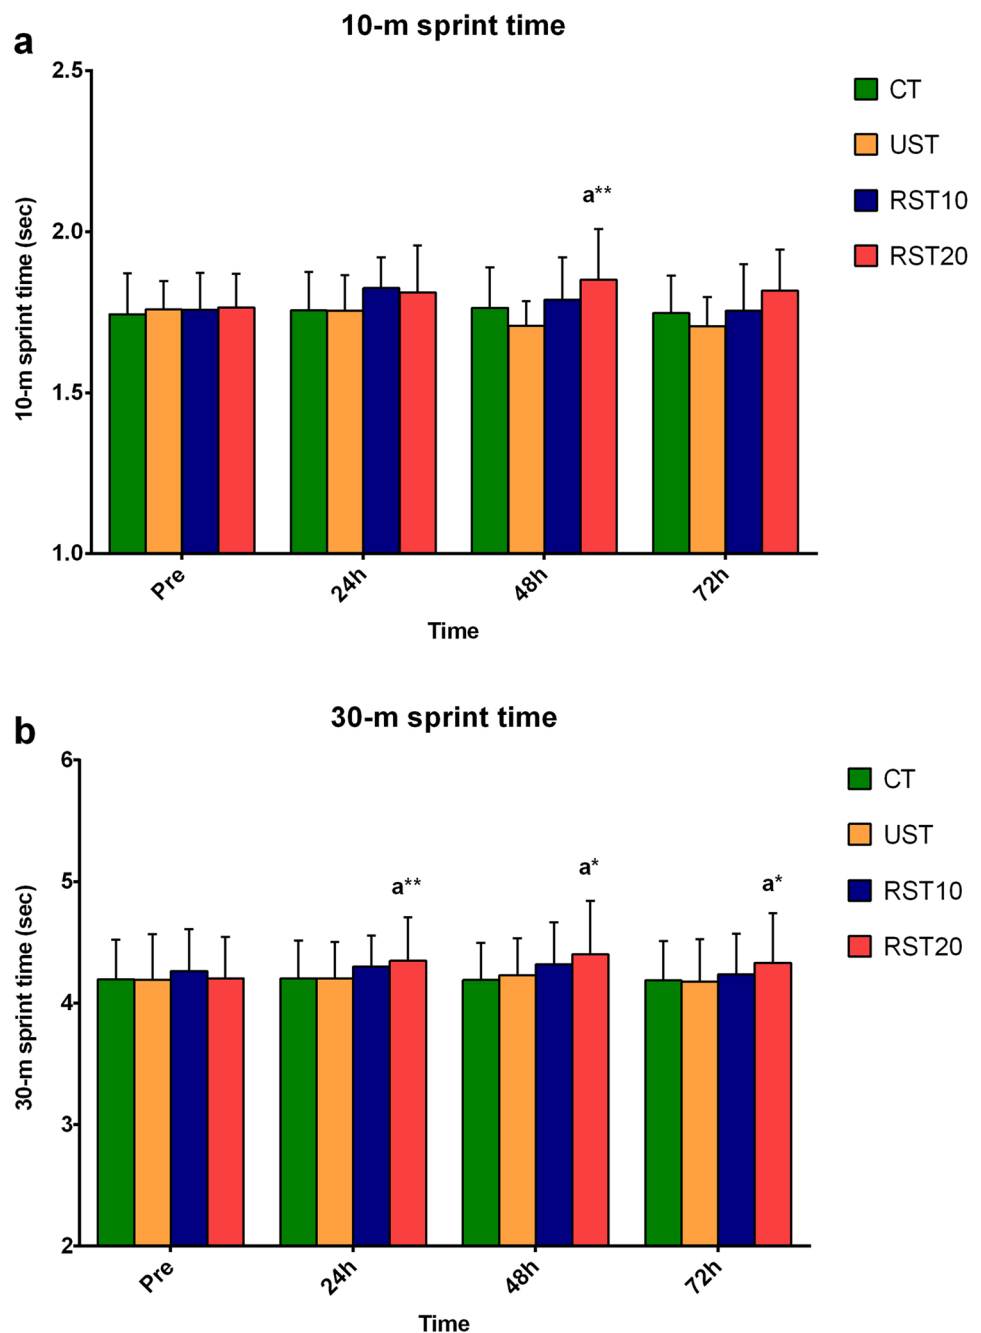 a
10-m sprint time
2.5
2.0
1.5
1.0
10-m sprint time (sec)
a**
Pre
24h
48h
72h
Time
CT
UST
RST10
RST20
b
30-m sprint time
6
5
4
3
2
30-m sprint time (sec)
a**
a*
a*
Pre
24h
48h
72h
Time
CT
UST
RST10
RST20